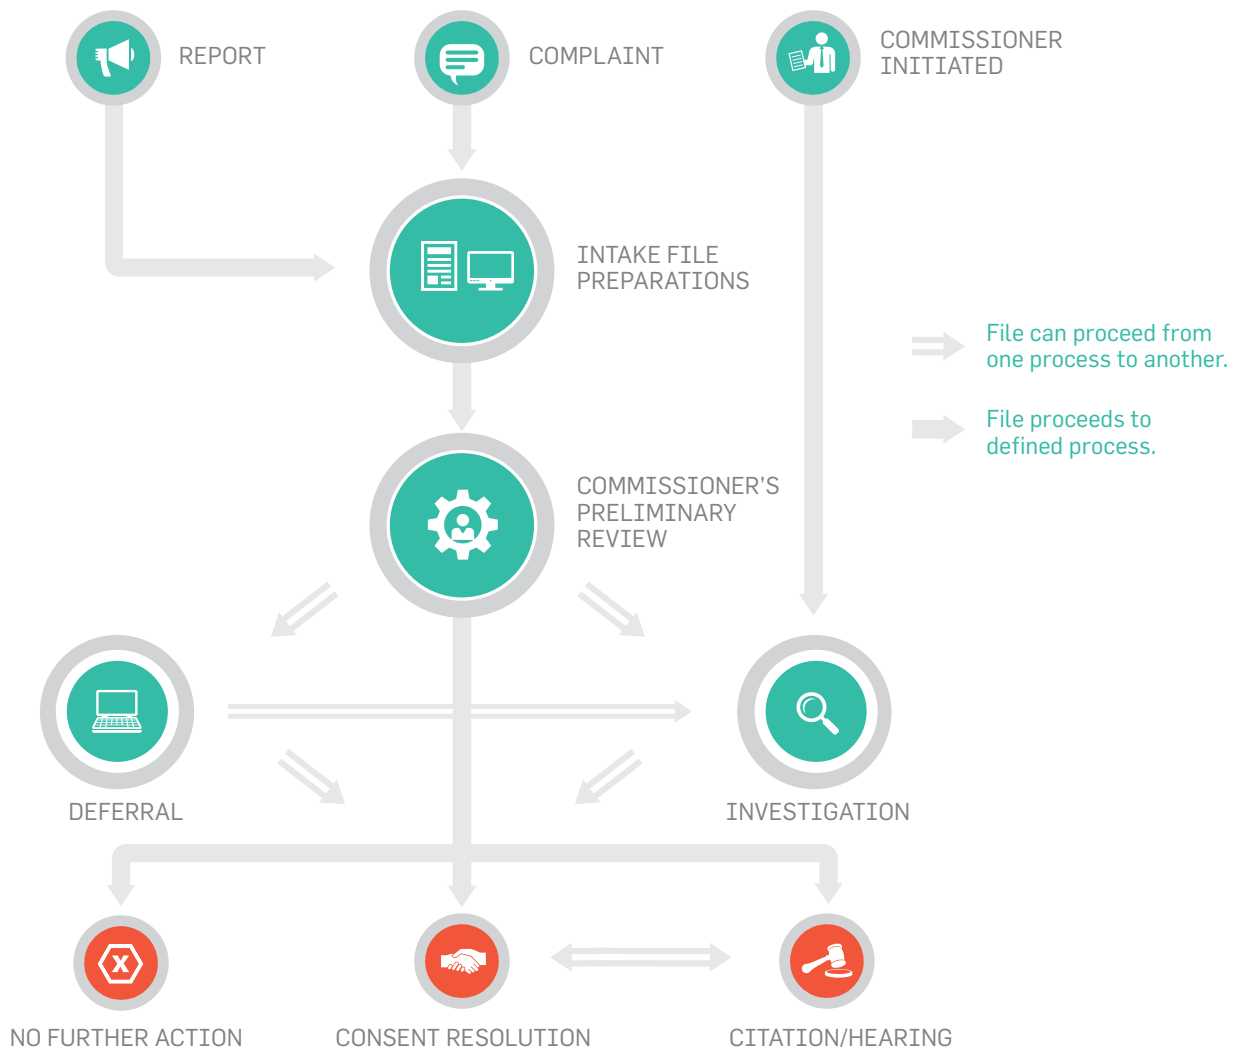 REPORT
COMPLAINT
COMMISSIONER
INITIATED
INTAKE FILE
PREPARATIONS
File can proceed from
one process to another.
File proceeds to
defined process.
COMMISSIONER'S
PRELIMINARY
REVIEW
DEFERRAL
INVESTIGATION
X
NO FURTHER ACTION
CONSENT RESOLUTION
CITATION/HEARING